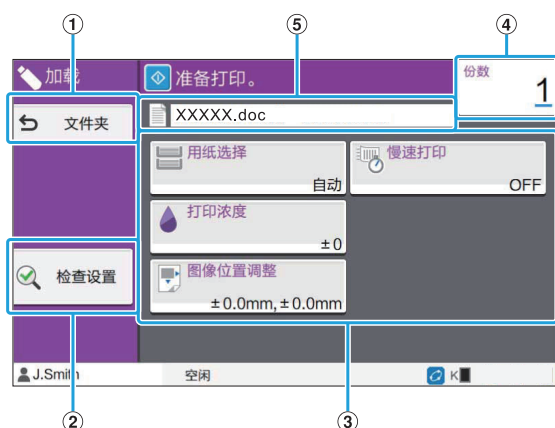 ① ⑤ ④
加载
准备打印。
份数
1
文件夹
XXXXX.doc
用纸选择
自动
慢速打印
OFF
打印浓度
±0
检查设置
图像位置调整
±0.0mm,±0.0mm
J.Smith
空闲
K
② ③